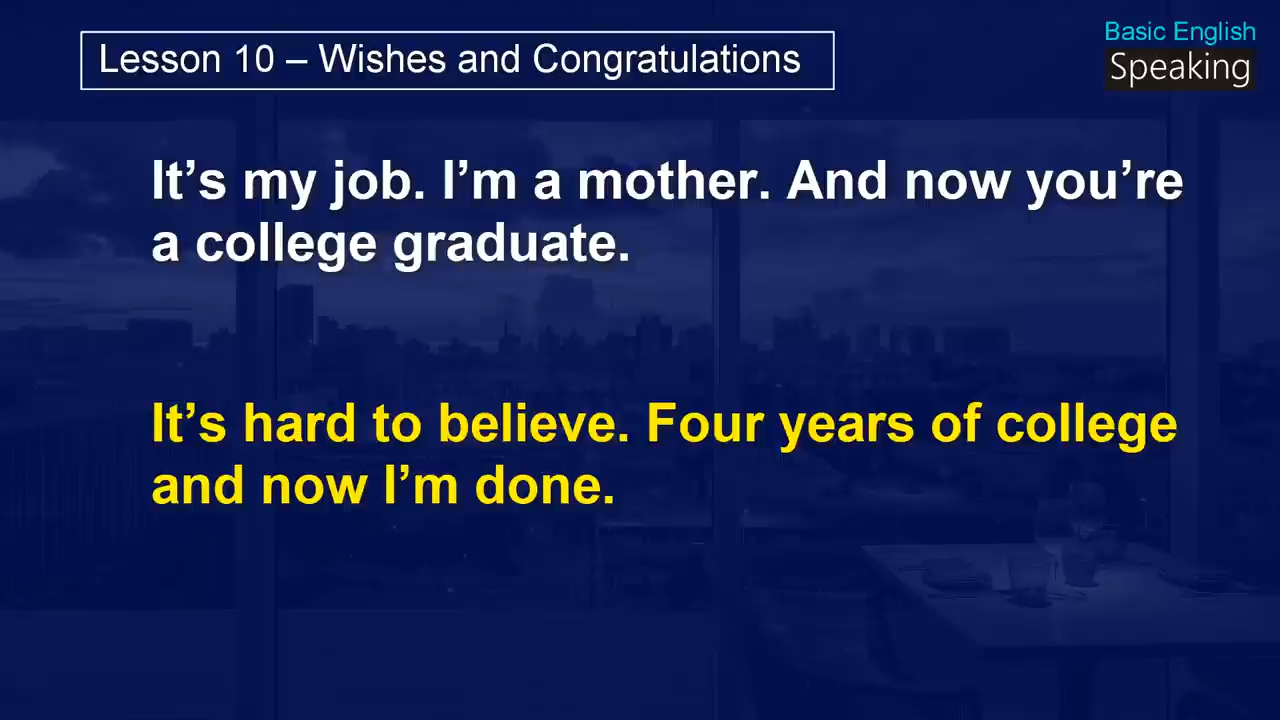 Lesson 10 – Wishes and Congratulations
Basic English
Speaking
It’s my job. I’m a mother. And now you’re
a college graduate.
It’s hard to believe. Four years of college
and now I’m done.